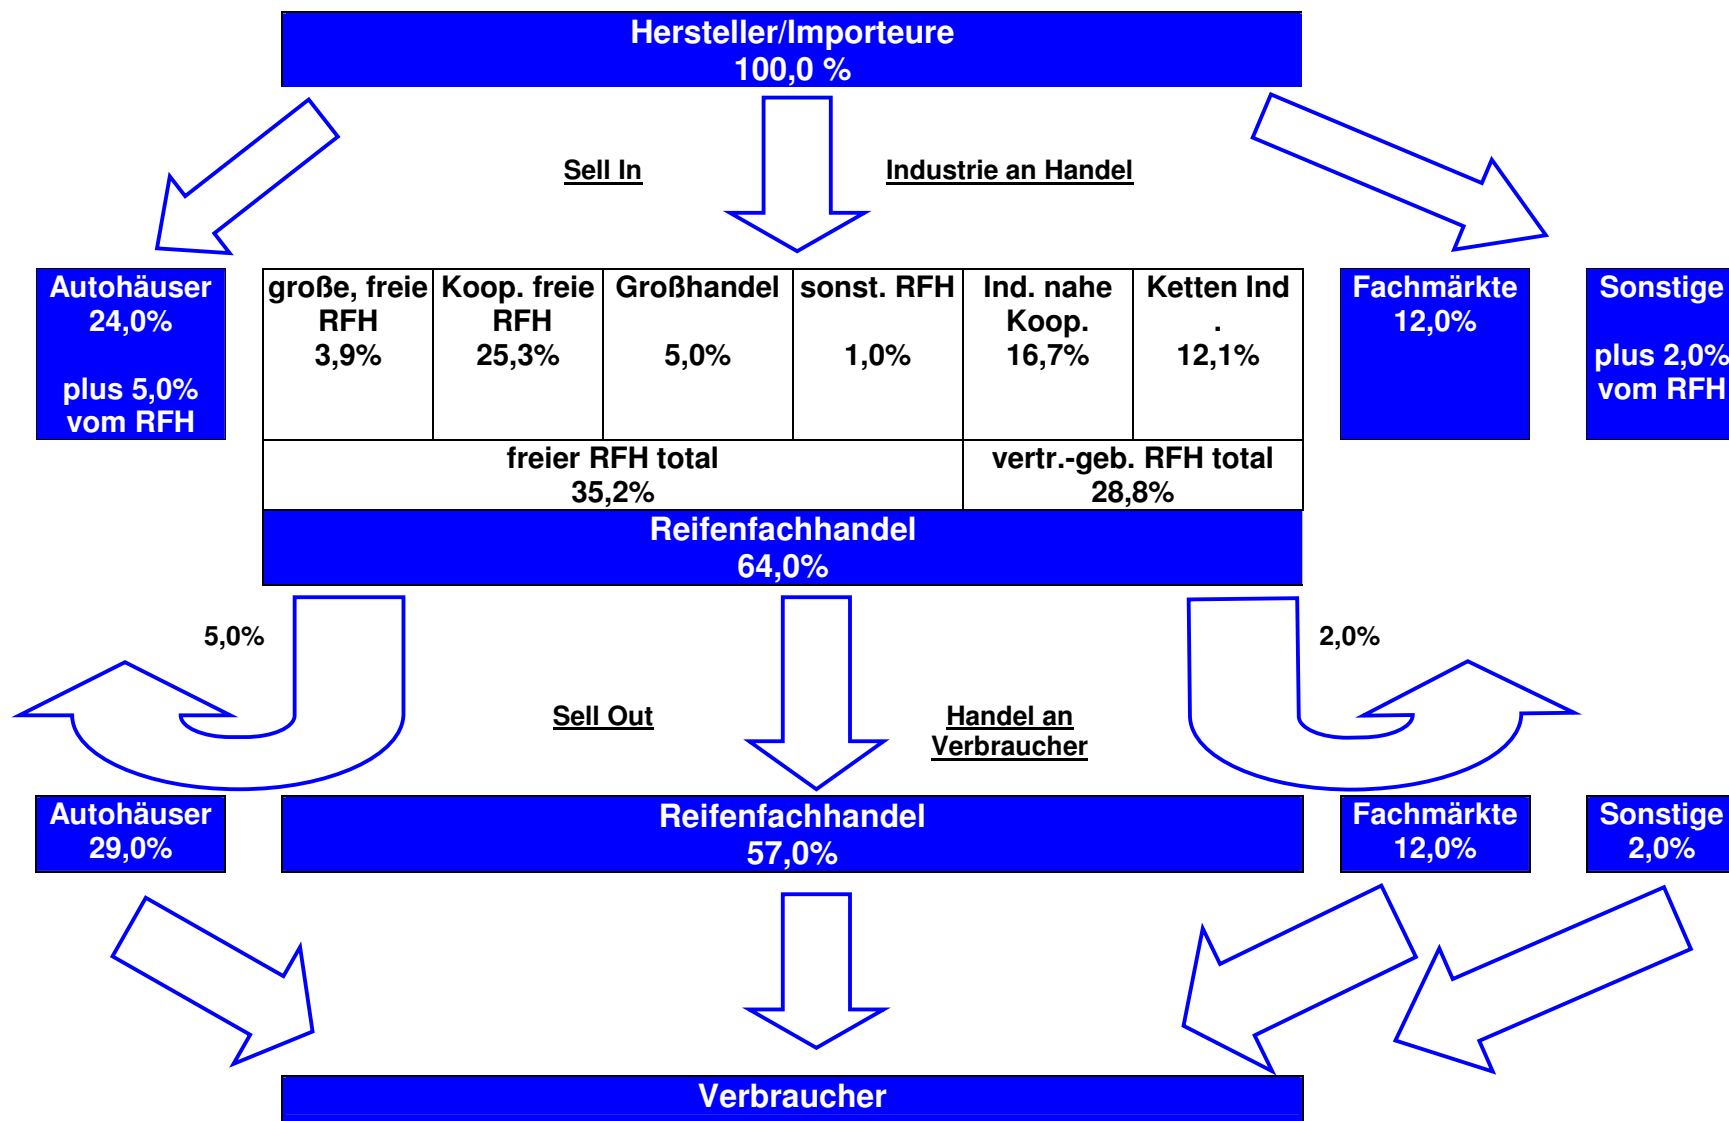 Hersteller/Importeure
100,0 %
Sell In
Industrie an Handel
Autohäuser
24,0%
plus 5,0%
vom RFH
große, freie
RFH
3,9%
Koop. freie
RFH
25,3%
Großhandel
5,0%
sonst. RFH
1,0%
Ind. nahe
Koop.
16,7%
Ketten Ind
.
12,1%
Fachmärkte
12,0%
Sonstige
plus 2,0%
vom RFH
freier RFH total
35,2%
vertr.-geb. RFH total
28,8%
Reifenfachhandel
64,0%
5,0%
2,0%
Sell Out
Handel an
Verbraucher
Autohäuser
29,0%
Reifenfachhandel
57,0%
Fachmärkte
12,0%
Sonstige
2,0%
Verbraucher